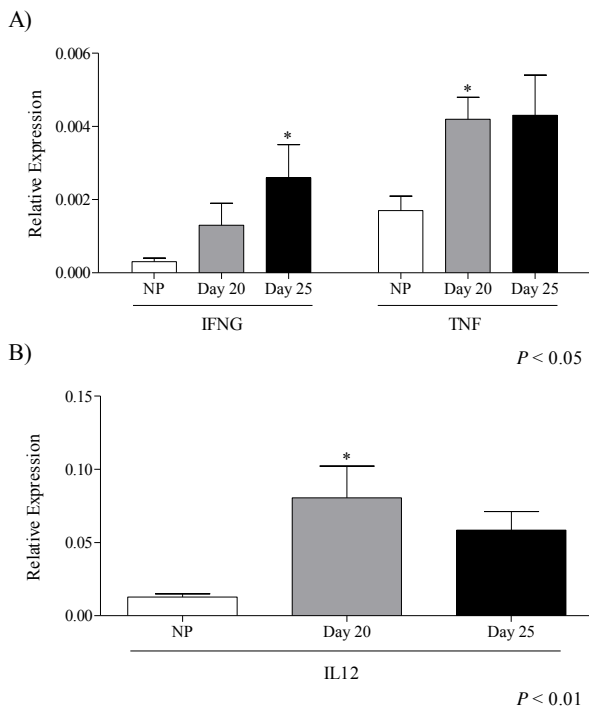 A)
0.006
0.004
0.002
0.000
Relative Expression
*
*
NP Day 20 Day 25 NP Day 20 Day 25
IFNG TNF
P < 0.05
B)
0.15
0.10
0.05
0.00
Relative Expression
*
NP Day 20 Day 25
IL12
P < 0.01